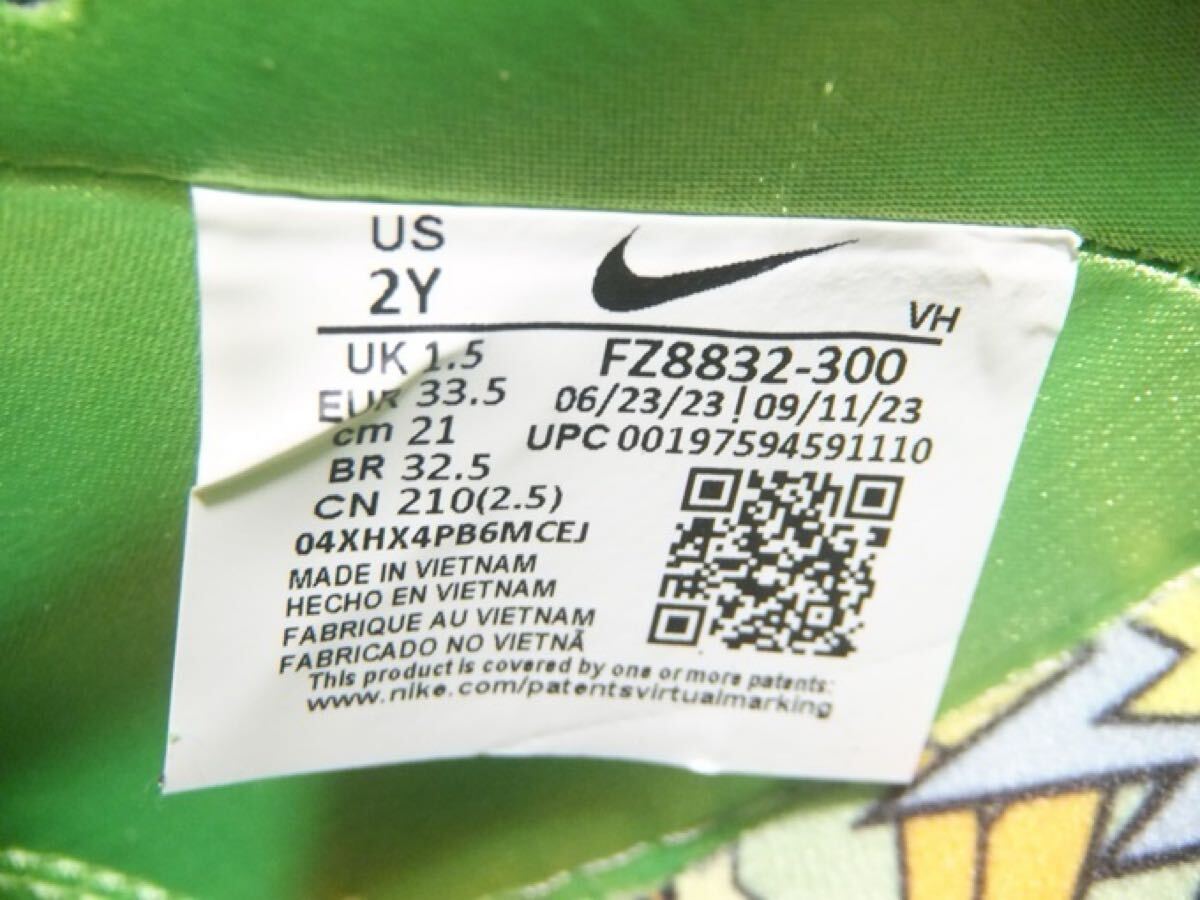 US
2Y
VH
UK 1.5
EUR 33.5
cm 21
BR 32.5
CN 210(2.5)
FZ8832-300
06/23/23 | 09/11/23
UPC 00197594591110
04XHX4PB6MCEJ
MADE IN VIETNAM
HECHO EN VIETNAM
FABRIQUE AU VIETNAM
FABRICADO NO VIETNÃ
This product is covered by one or more patents:
www.nike.com/patentsvirtualmarking